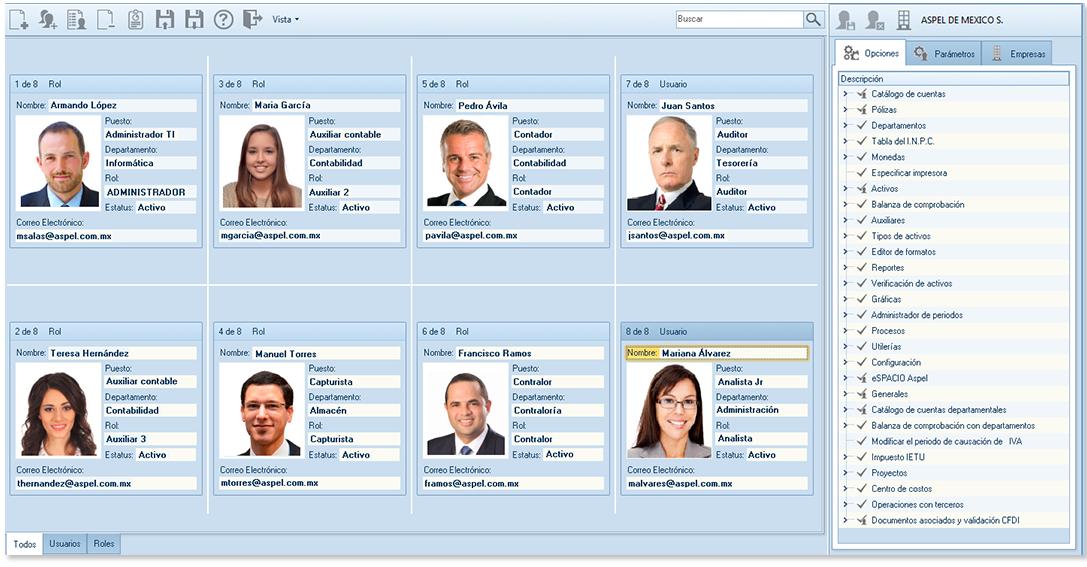 Vista
Buscar
ASPEL DE MEXICO S.
Opciones
Parámetros
Empresas
1 de 8 Rol
Nombre: Armando López
Puesto:
Administrador TI
Departamento:
Informática
Rol:
ADMINISTRADOR
Estatus: Activo
Correo Electrónico:
msalas@aspel.com.mx
3 de 8 Rol
Nombre: Maria García
Puesto:
Auxiliar contable
Departamento:
Contabilidad
Rol:
Auxiliar 2
Estatus: Activo
Correo Electrónico:
mgarcia@aspel.com.mx
5 de 8 Rol
Nombre: Pedro Ávila
Puesto:
Contador
Departamento:
Contabilidad
Rol:
Contador
Estatus: Activo
Correo Electrónico:
pavila@aspel.com.mx
7 de 8 Usuario
Nombre: Juan Santos
Puesto:
Auditor
Departamento:
Tesorería
Rol:
Auditor
Estatus: Activo
Correo Electrónico:
jsantos@aspel.com.mx
2 de 8 Rol
Nombre: Teresa Hernández
Puesto:
Auxiliar contable
Departamento:
Contabilidad
Rol:
Auxiliar 3
Estatus: Activo
Correo Electrónico:
thernandez@aspel.com.mx
4 de 8 Rol
Nombre: Manuel Torres
Puesto:
Capturista
Departamento:
Almacén
Rol:
Capturista
Estatus: Activo
Correo Electrónico:
mtorres@aspel.com.mx
6 de 8 Rol
Nombre: Francisco Ramos
Puesto:
Contralor
Departamento:
Contraloría
Rol:
Contralor
Estatus: Activo
Correo Electrónico:
framos@aspel.com.mx
8 de 8 Usuario
Nombre: Mariana Álvarez
Puesto:
Analista Jr
Departamento:
Administración
Rol:
Analista
Estatus: Activo
Correo Electrónico:
malvares@aspel.com.mx
Todos
Usuarios
Roles
Descripción
Catálogo de cuentas
Pólizas
Departamentos
Tabla del I.N.P.C.
Monedas
Especificar impresora
Activos
Balanza de comprobación
Auxiliares
Tipos de activos
Editor de formatos
Reportes
Verificación de activos
Gráficas
Administrador de periodos
Procesos
Utilerías
Configuración
eSPACIO Aspel
Generales
Catálogo de cuentas departamentales
Balanza de comprobación con departamentos
Modificar el periodo de causación de IVA
Impuesto IETU
Proyectos
Centro de costos
Operaciones con terceros
Documentos asociados y validación CFDI